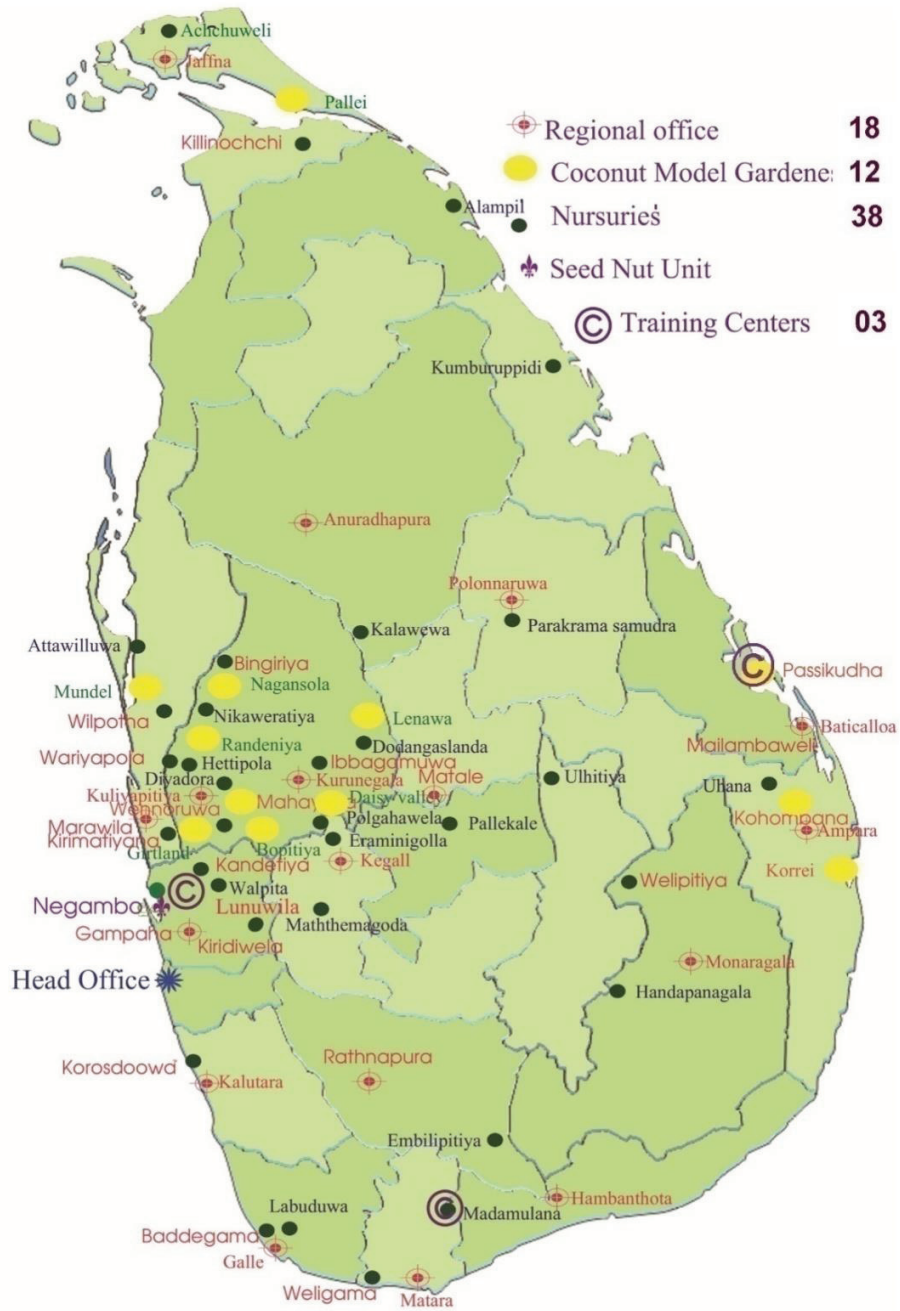 Achchuweli
Jaffna
Pallei
Killinochchi
Regional office 18
Coconut Model Gardene: 12
Alampil
Nursuries 38
Seed Nut Unit
© Training Centers 03
Kumburuppidi
Anuradhapura
Polonnaruwa
Parakrama samudra
Kalawewa
Attawilluwa
Bingiriya
© Passikudha
Mundel
Nagansola
Wilpotha
Nikaweratiya
Lenawa
Baticalloa
Randeniya
Dodangaslanda
Mailambaweli
Wariyapola
Hettipola
Ibbagamuwa
Diyadora
Kurunegala
Matale
Ulhitiya
Uhana
Kuliyapitiya
Daisy valley
Wennoruwa
Kohompana
Marawila
Polgahawela
Pallekale
Ampara
Kirimatiyana
Eraminigolla
Girtland
Bopitiya
Kegall
Kandetiya
Korrei
© Walpita
Welipitiya
Negambo
Lunuwila
Maththemagoda
Gampaha
Kiridiwela
Monaragala
Head Office
Handapanagala
Korosdoowa
Rathnapura
Kalutara
Embilipitiya
Hambanthota
Labuduwa
© Madamulana
Baddegama
Galle
Weligama
Matara